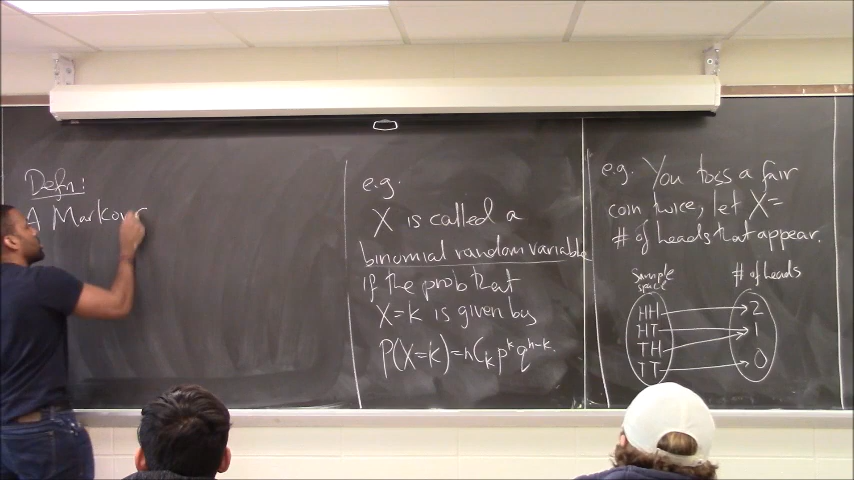 Defn:
A Markov
e.g.
X is called a
binomial random variable
if the prob that
X=k is given by
P(X=k)=nCk p^k q^n-k.
e.g. You toss a fair
coin twice, let X=
# of heads that appear.
Sample space
# of heads
HH
HT
TH
TT
2
1
0